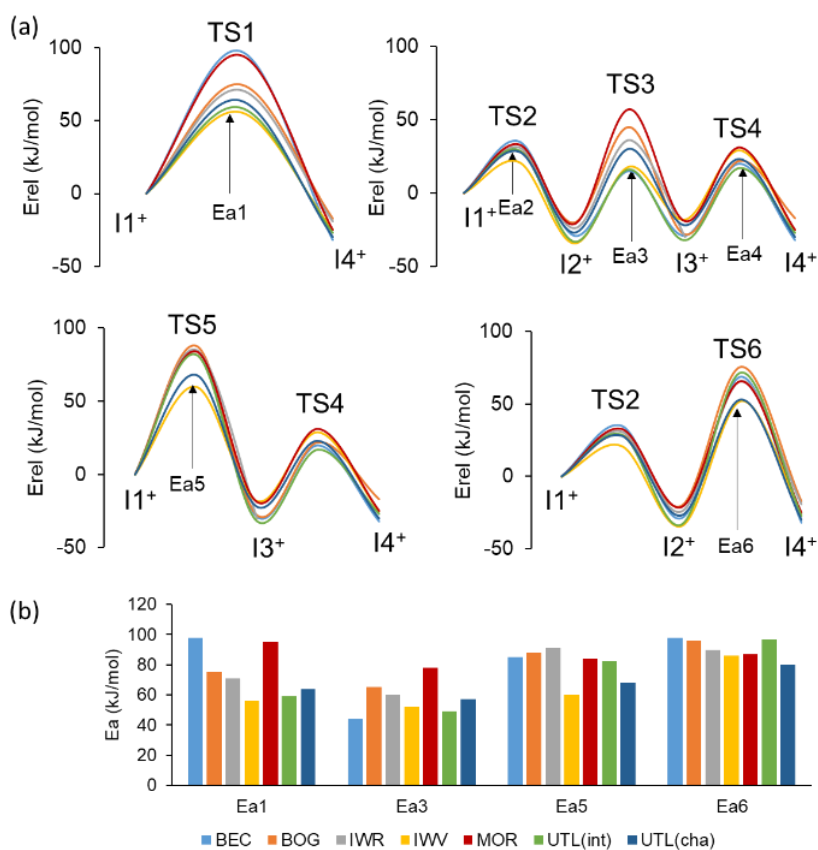 (a)
TS1
Erel (kJ/mol)
100
50
0
-50
I1⁺
Ea1
I4⁺
Erel (kJ/mol)
100
50
0
-50
TS2
TS3
TS4
I1⁺
Ea2
I2⁺
Ea3
I3⁺
Ea4
I4⁺
Erel (kJ/mol)
100
50
0
-50
TS5
TS4
I1⁺
Ea5
I3⁺
I4⁺
Erel (kJ/mol)
100
50
0
-50
TS2
TS6
I1⁺
I2⁺
Ea6
I4⁺
(b)
Ea (kJ/mol)
120
100
80
60
40
20
0
Ea1 Ea3 Ea5 Ea6
BEC BOG IWR IWV MOR UTL(int) UTL(cha)